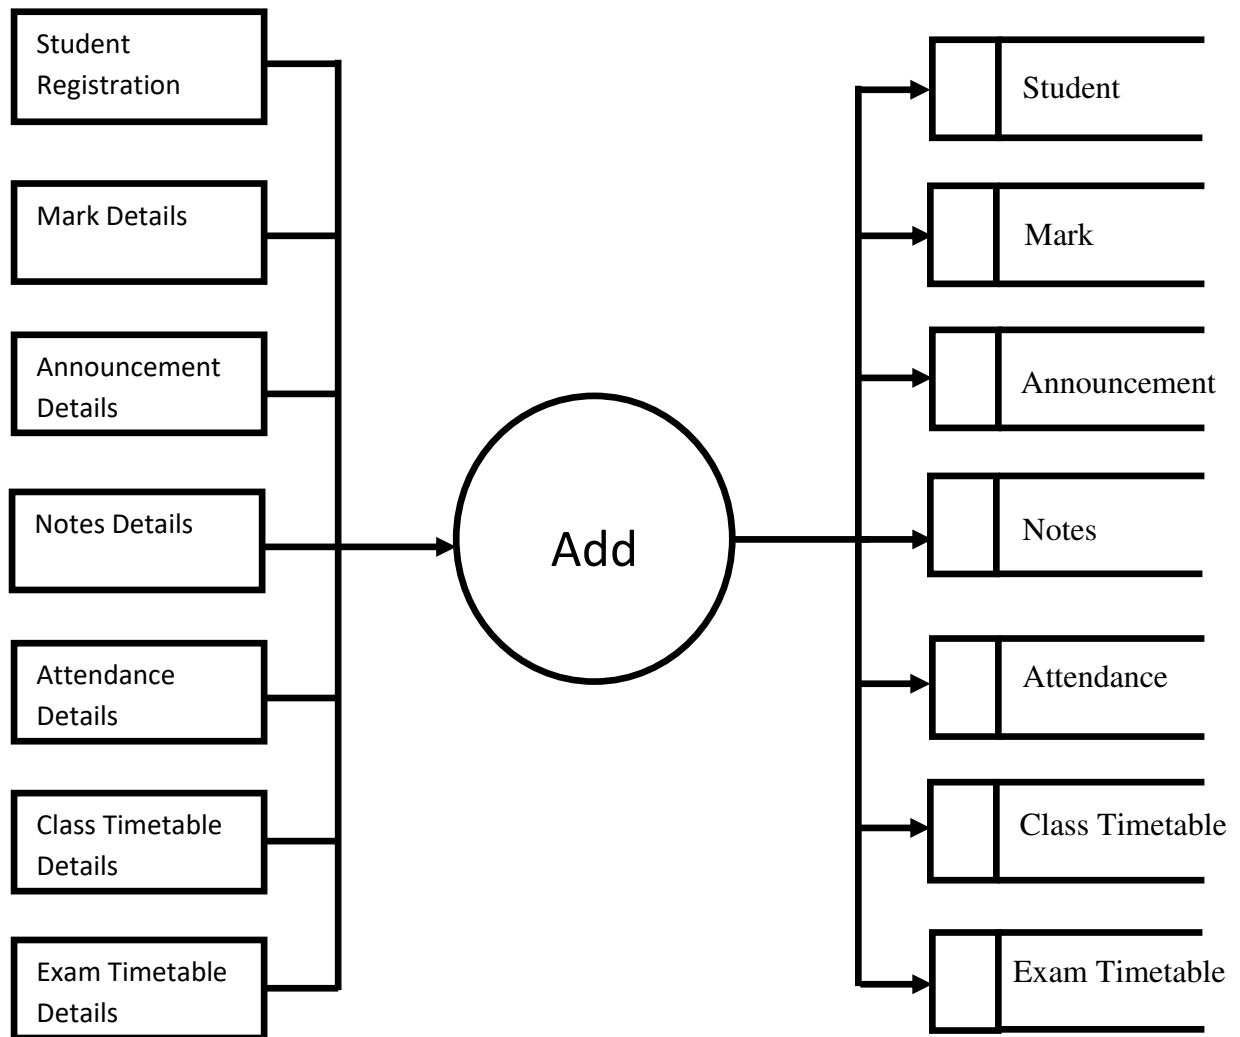 Student
Registration
Mark Details
Announcement
Details
Notes Details
Attendance
Details
Class Timetable
Details
Exam Timetable
Details
Add
Student
Mark
Announcement
Notes
Attendance
Class Timetable
Exam Timetable